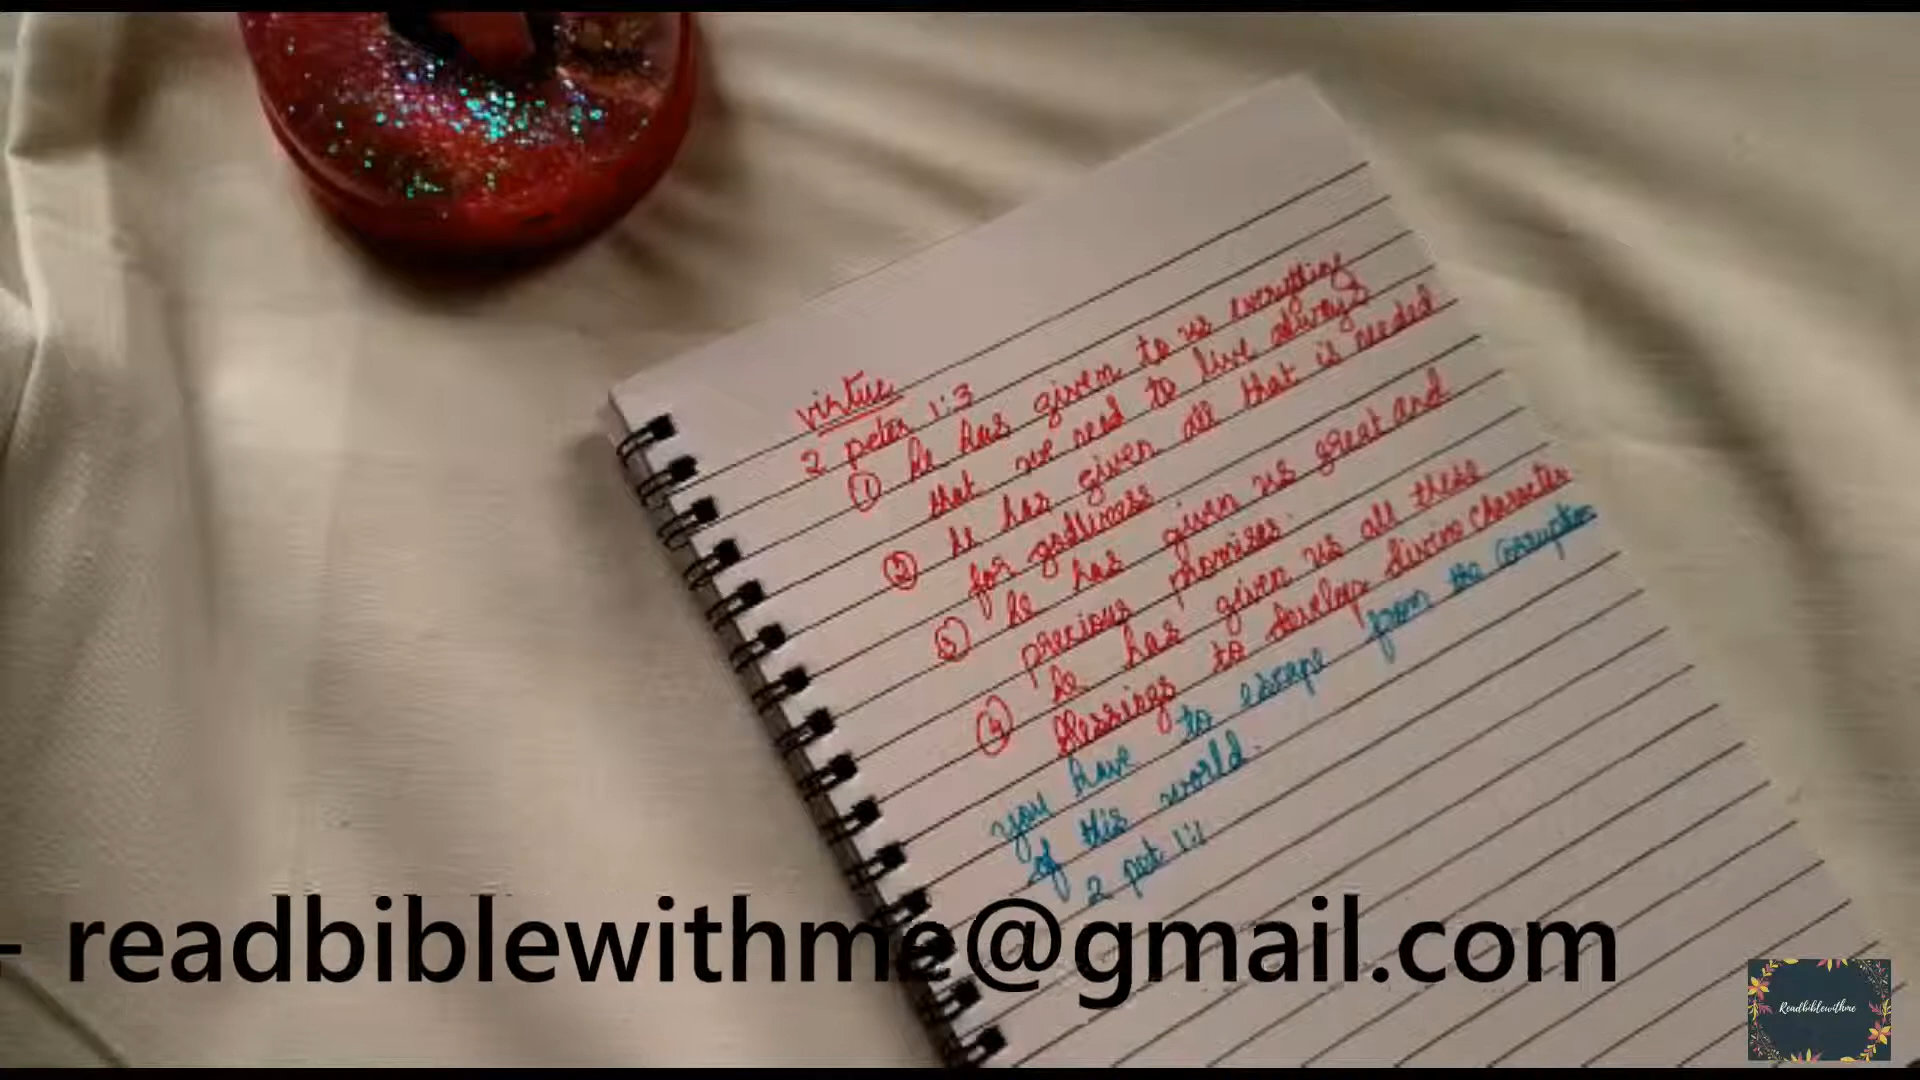 virtue
2 peter 1:3
① he has given to us everything
that we need to live always
② he has given all that is needed
for godliness
③ he has given us great and
precious promises.
④ he has given us all these
blessings to develop divine character
you have to escape from the corruption
of this world.
2 pet 1:1
- readbiblewithme@gmail.com
Readbiblewithme